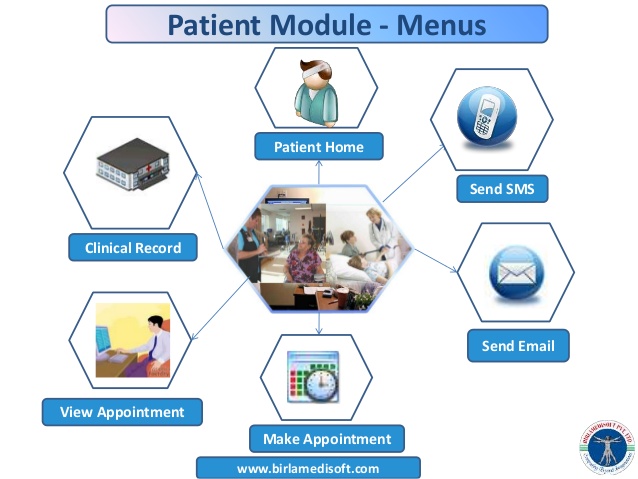 Patient Module - Menus
Patient Home
Send SMS
Clinical Record
Send Email
View Appointment
Make Appointment
www.birlamedisoft.com
BIRLAMEDISOFT PVT. LTD